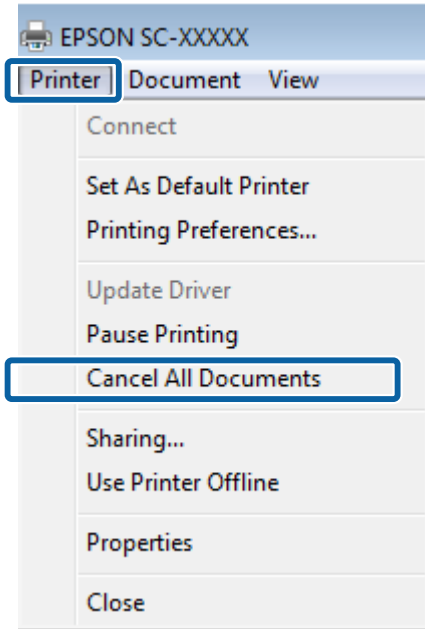 EPSON SC-XXXXX
Printer Document View
Connect
Set As Default Printer
Printing Preferences...
Update Driver
Pause Printing
Cancel All Documents
Sharing...
Use Printer Offline
Properties
Close